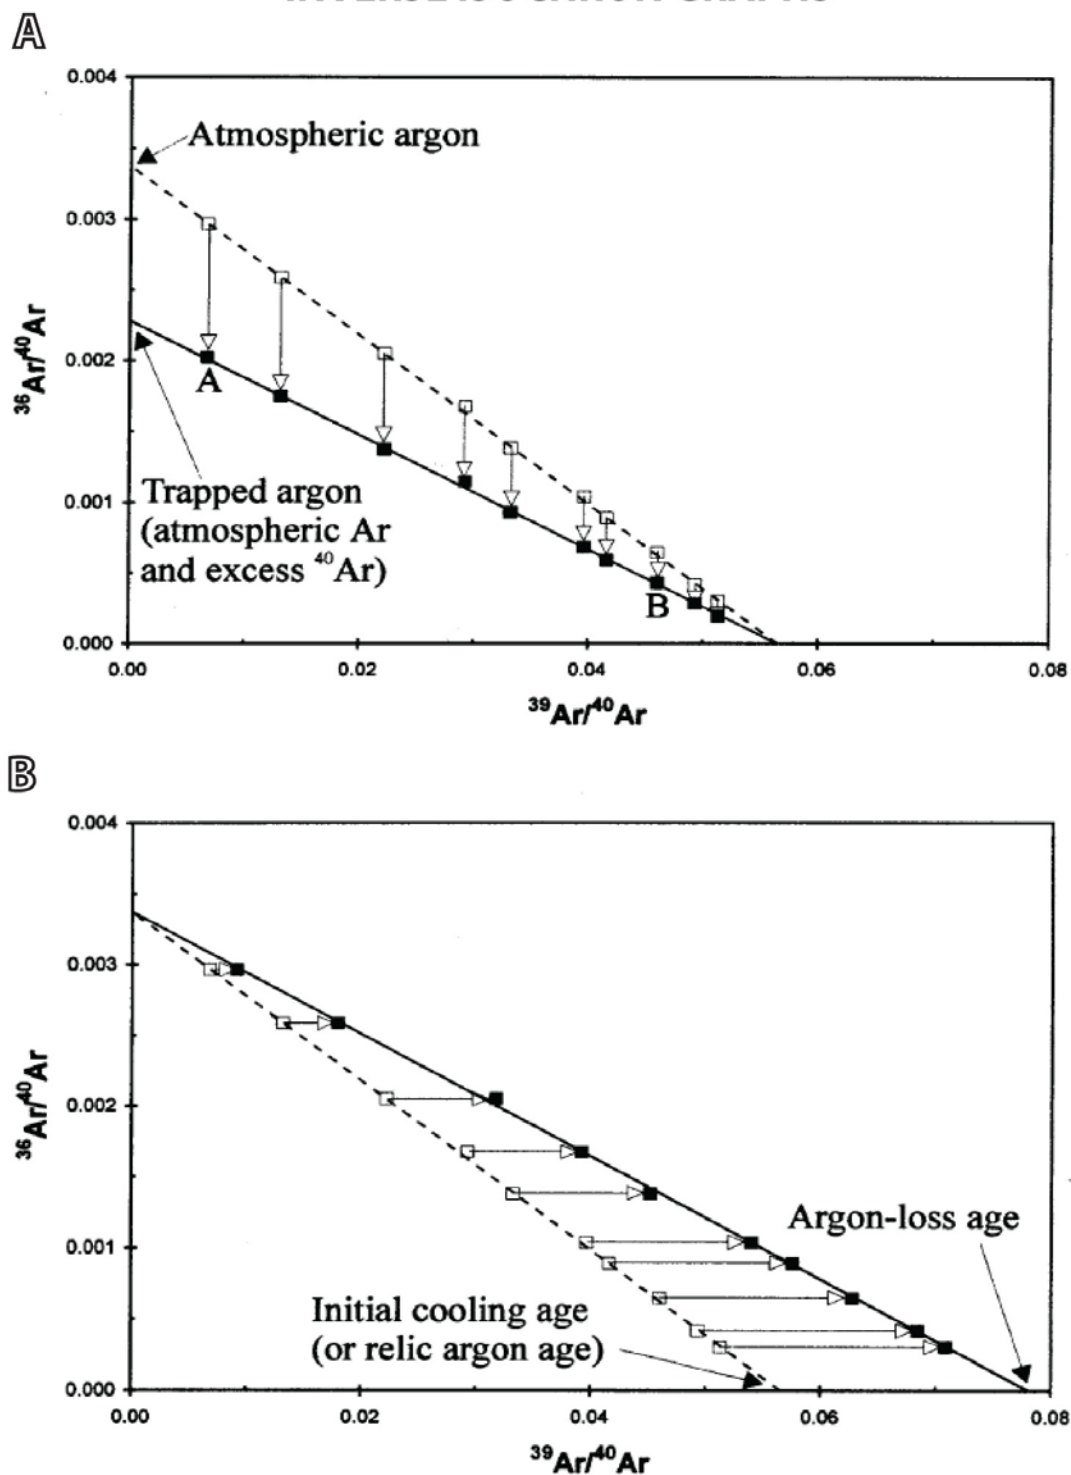 A
0.004
Atmospheric argon
0.003
³⁶Ar/⁴⁰Ar
0.002
A
Trapped argon
(atmospheric Ar
and excess ⁴⁰Ar)
0.001
B
0.000
0.00 0.02 0.04 0.06 0.08
³⁹Ar/⁴⁰Ar
B
0.004
0.003
³⁶Ar/⁴⁰Ar
0.002
Argon-loss age
0.001
Initial cooling age
(or relic argon age)
0.000
0.00 0.02 0.04 0.06 0.08
³⁹Ar/⁴⁰Ar